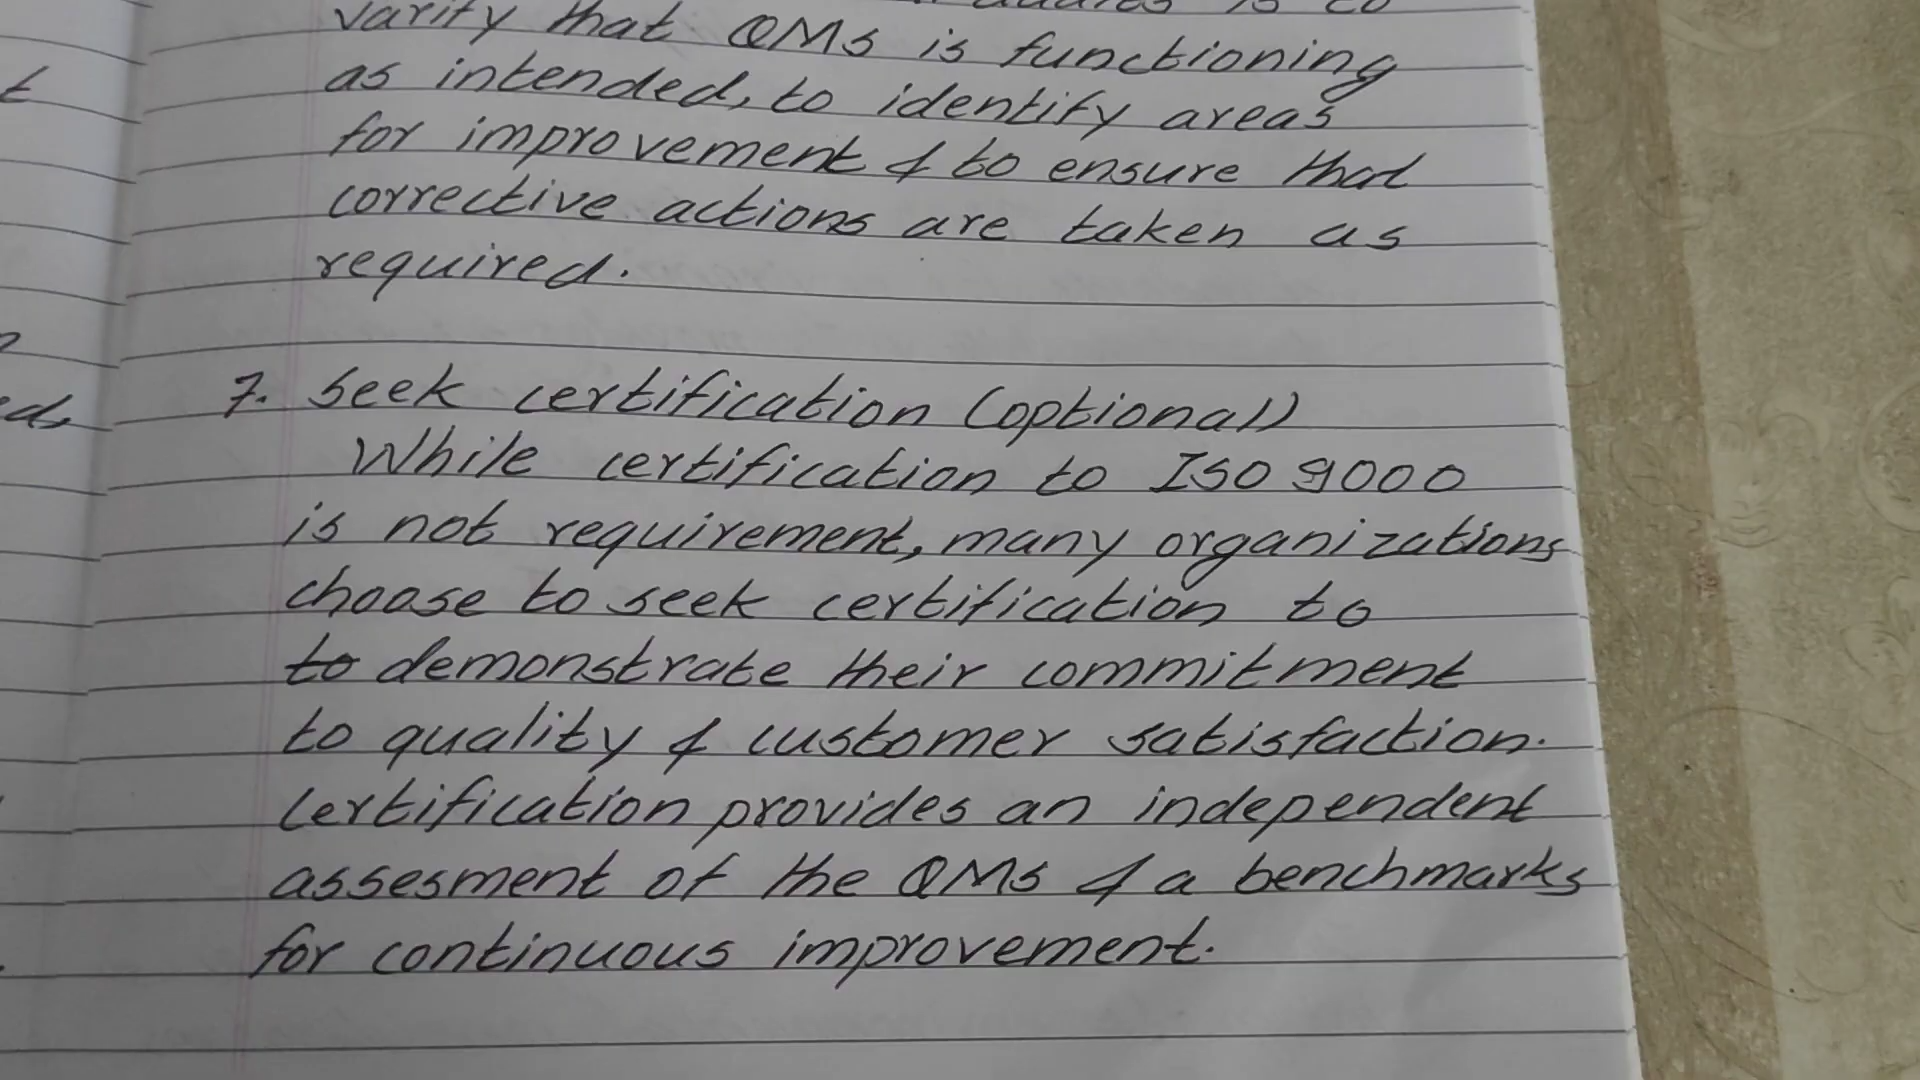 varify that QMS is functioning
as intended, to identify areas
for improvement & to ensure that
corrective actions are taken as
required.
7. Seek certification (optional)
While certification to ISO 9000
is not requirement, many organizations
choose to seek certification to
to demonstrate their commitment
to quality & customer satisfaction.
Certification provides an independent
assesment of the QMS & a benchmarks
for continuous improvement.